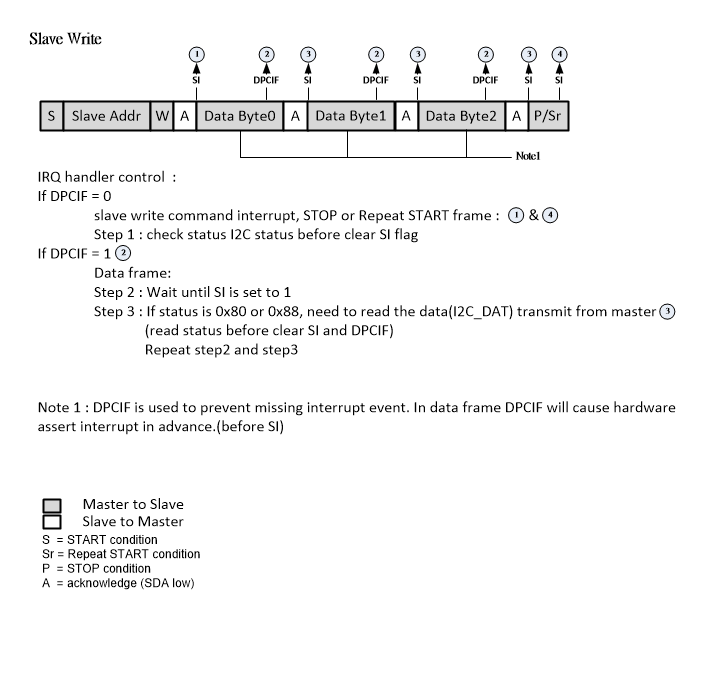 Slave Write
1 2 3 2 3 2 3 4
SI DPCIF SI DPCIF SI DPCIF SI SI
S Slave Addr W A Data Byte0 A Data Byte1 A Data Byte2 A P/Sr
Note1
IRQ handler control :
If DPCIF = 0
slave write command interrupt, STOP or Repeat START frame : 1 & 4
Step 1 : check status I2C status before clear SI flag
If DPCIF = 1 2
Data frame:
Step 2 : Wait until SI is set to 1
Step 3 : If status is 0x80 or 0x88, need to read the data(I2C_DAT) transmit from master 3
(read status before clear SI and DPCIF)
Repeat step2 and step3
Note 1 : DPCIF is used to prevent missing interrupt event. In data frame DPCIF will cause hardware
assert interrupt in advance.(before SI)
Master to Slave
Slave to Master
S = START condition
Sr = Repeat START condition
P = STOP condition
A = acknowledge (SDA low)